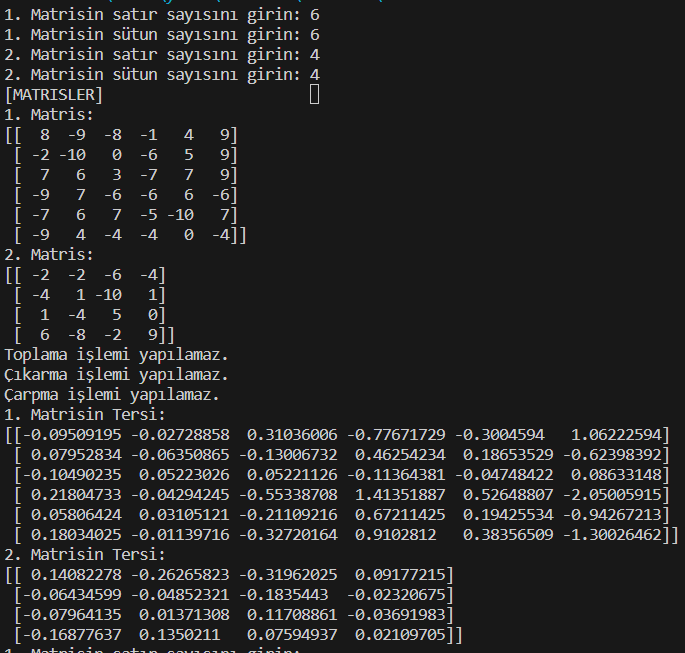 1. Matrisin satır sayısını girin: 6
1. Matrisin sütun sayısını girin: 6
2. Matrisin satır sayısını girin: 4
2. Matrisin sütun sayısını girin: 4
[MATRISLER]
1. Matris:
[[  8  -9  -8  -1   4   9]
 [ -2 -10   0  -6   5   9]
 [  7   6   3  -7   7   9]
 [ -9   7  -6  -6   6  -6]
 [ -7   6   7  -5 -10   7]
 [ -9   4  -4  -4   0  -4]]
2. Matris:
[[ -2  -2  -6  -4]
 [ -4   1 -10   1]
 [  1  -4   5   0]
 [  6  -8  -2   9]]
Toplama işlemi yapılamaz.
Çıkarma işlemi yapılamaz.
Çarpma işlemi yapılamaz.
1. Matrisin Tersi:
[[-0.09509195 -0.02728858  0.31036006 -0.77671729 -0.3004594   1.06222594]
 [ 0.07952834 -0.06350865 -0.13006732  0.46254234  0.18653529 -0.62398392]
 [-0.10490235  0.05223026  0.05221126 -0.11364381 -0.04748422  0.08633148]
 [ 0.21804733 -0.04294245 -0.55338708  1.41351887  0.52648807 -2.05005915]
 [ 0.05806424  0.03105121 -0.21109216  0.67211425  0.19425534 -0.94267213]
 [ 0.18034025 -0.01139716 -0.32720164  0.9102812   0.38356509 -1.30026462]]
2. Matrisin Tersi:
[[ 0.14082278 -0.26265823 -0.31962025  0.09177215]
 [-0.06434599 -0.04852321 -0.1835443  -0.02320675]
 [-0.07964135  0.01371308  0.11708861 -0.03691983]
 [-0.16877637  0.1350211   0.07594937  0.02109705]]
1. Matrisin satır sayısını girin: